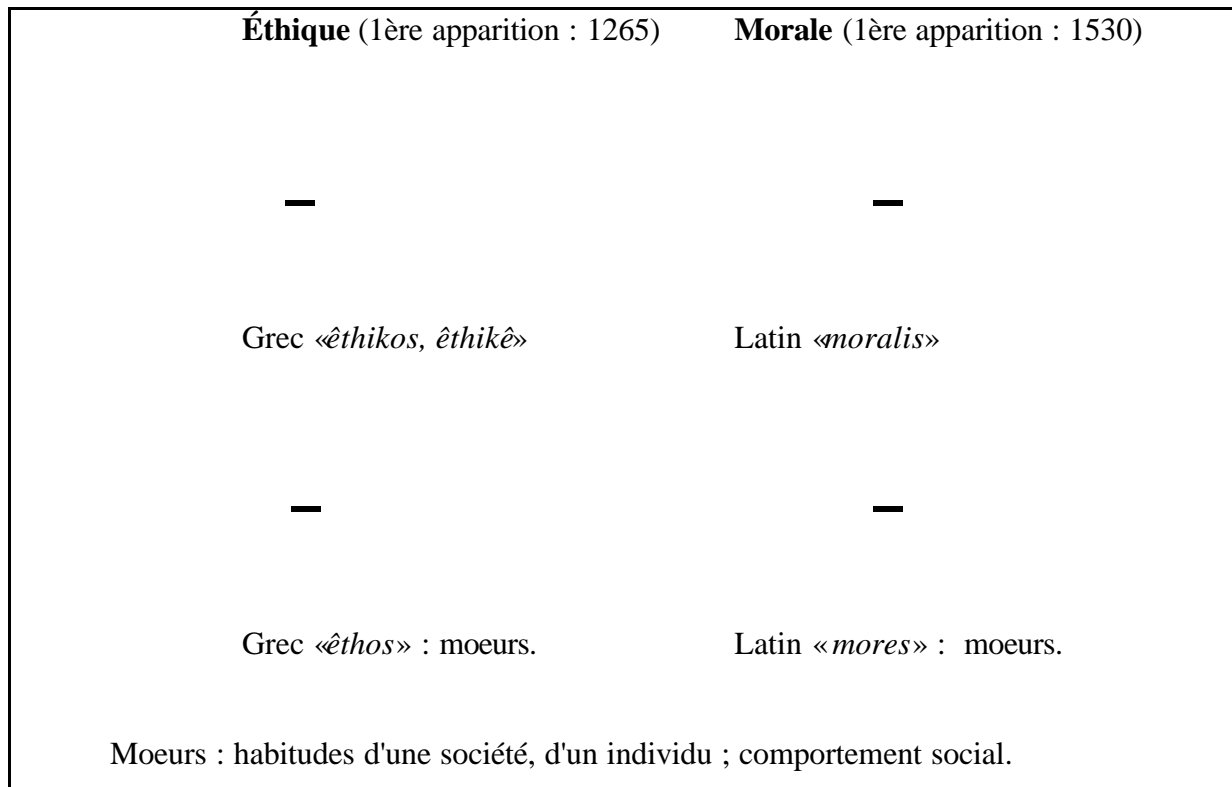 Éthique (1ère apparition : 1265) Morale (1ère apparition : 1530)
Grec «êthikos, êthikê» Latin «moralis»
Grec «êthos» : moeurs. Latin «mores» : moeurs.
Moeurs : habitudes d'une société, d'un individu ; comportement social.